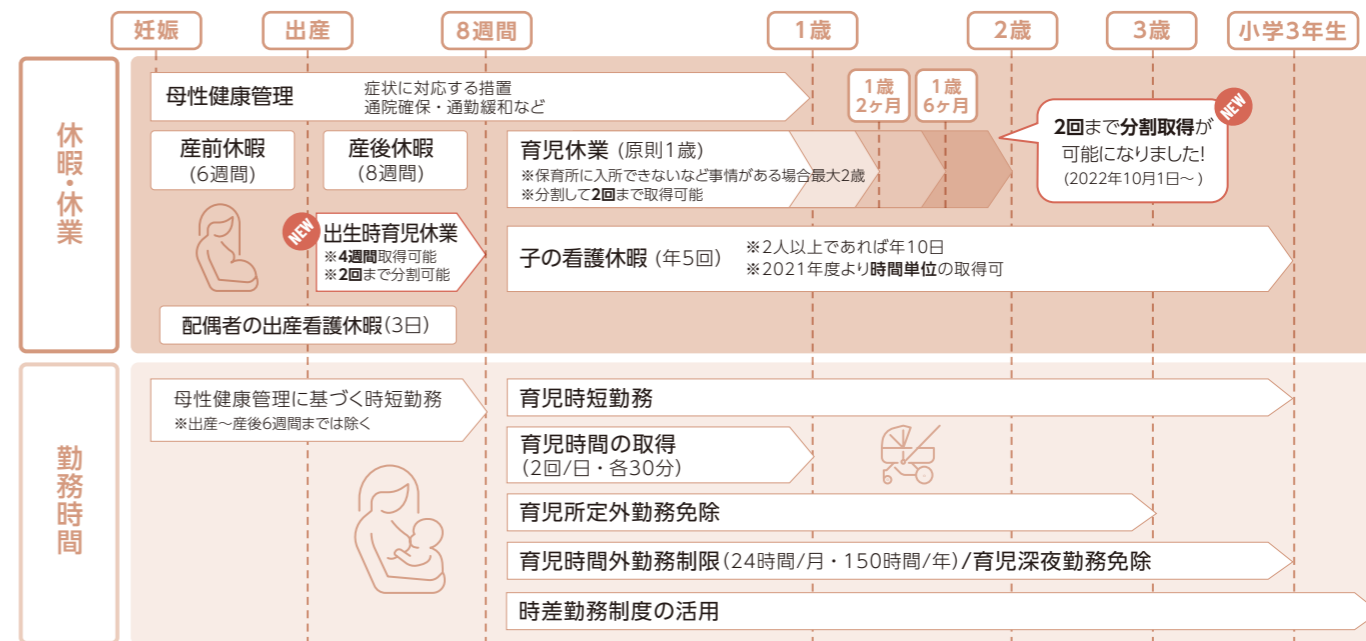 妊娠
出産
8週間
1歳
2歳
3歳
小学3年生
休暇・休業
母性健康管理
症状に対応する措置
通院確保・通勤緩和など
1歳
2ヶ月
1歳
6ヶ月
2回まで分割取得が
可能になりました!
(2022年10月1日～)
NEW
産前休暇
(6週間)
産後休暇
(8週間)
育児休業 (原則1歳)
※保育所に入所できないなど事情がある場合最大2歳
※分割して2回まで取得可能
NEW
出生時育児休業
※4週間取得可能
※2回まで分割可能
子の看護休暇 (年5回)
※2人以上であれば年10日
※2021年度より時間単位の取得可
配偶者の出産看護休暇(3日)
勤務時間
母性健康管理に基づく時短勤務
※出産～産後6週間までは除く
育児時短勤務
育児時間の取得
(2回/日・各30分)
育児所定外勤務免除
育児時間外勤務制限(24時間/月・150時間/年)/育児深夜勤務免除
時差勤務制度の活用